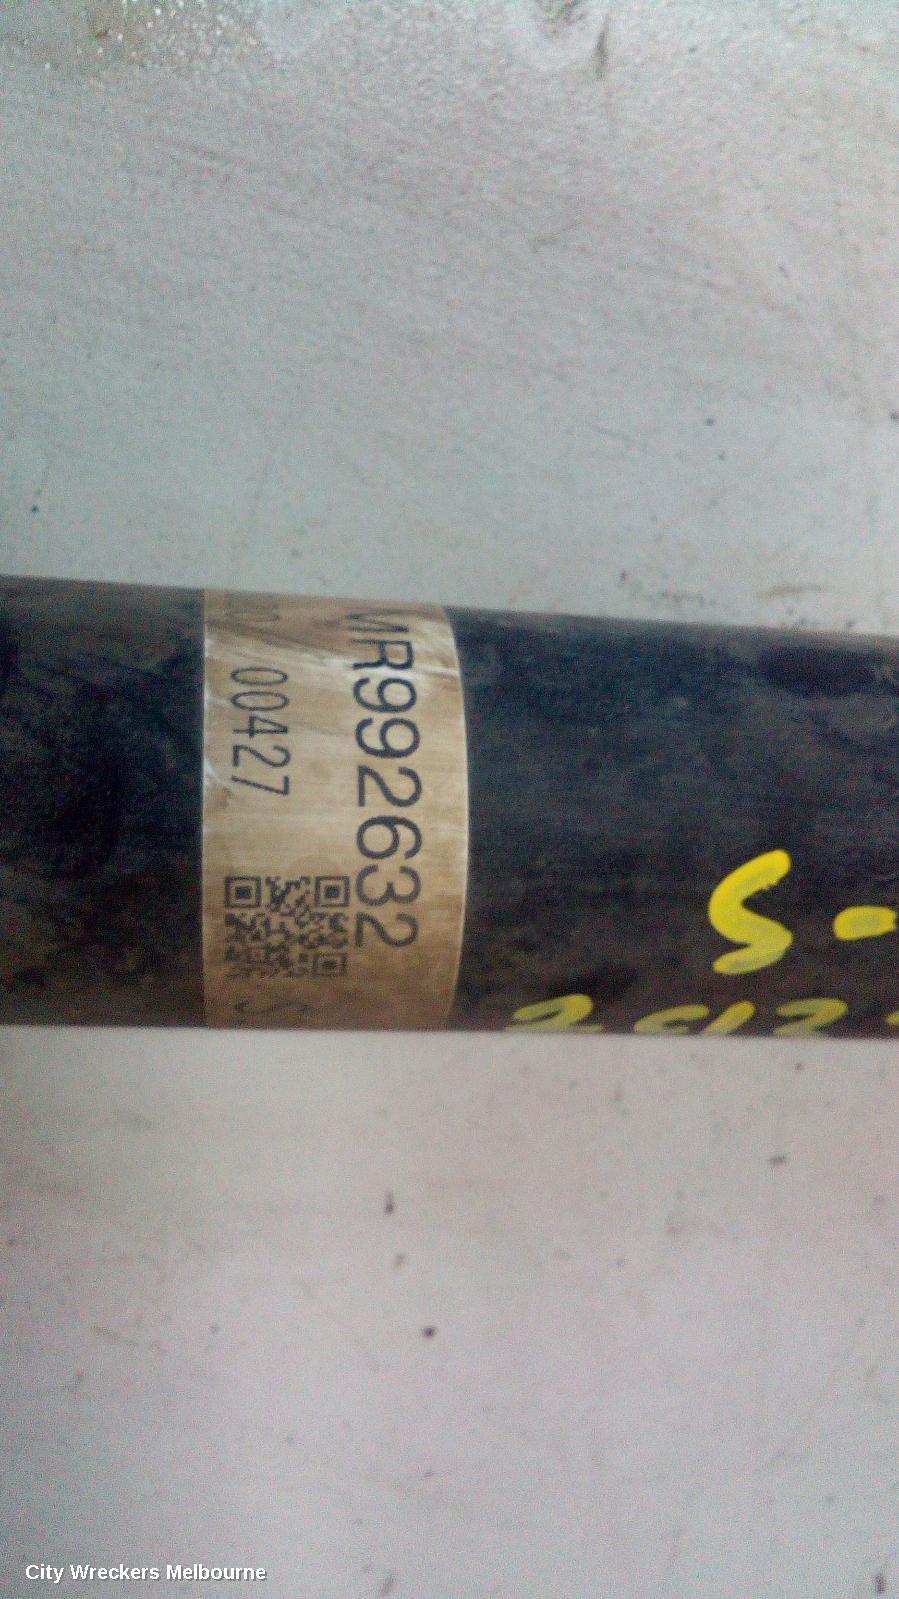 MR992632
00427
S-
City Wreckers Melbourne